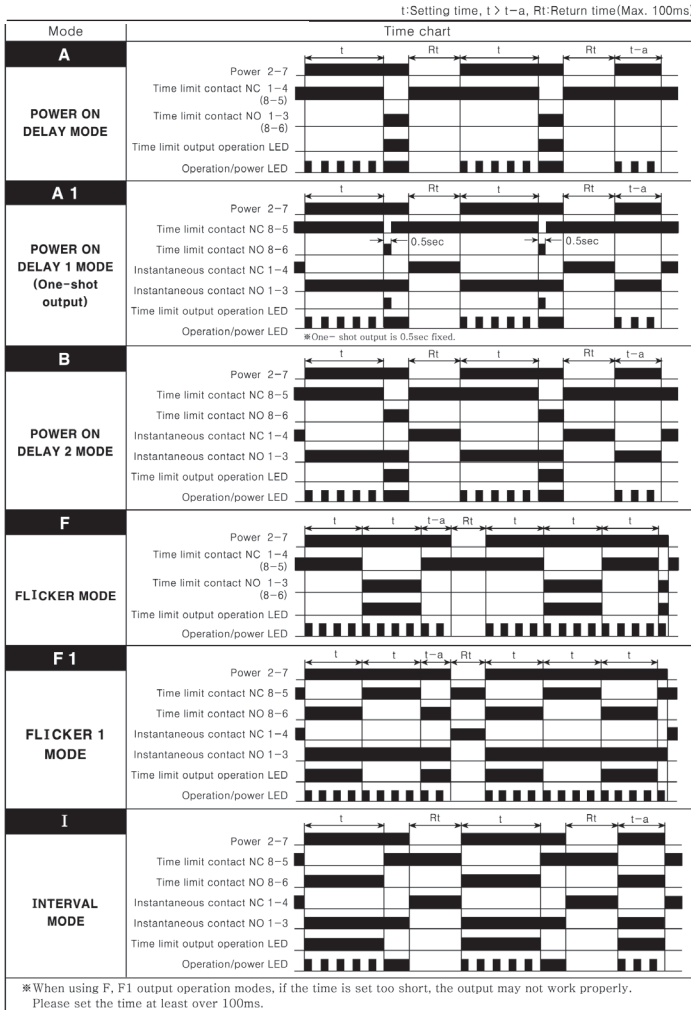 t:Setting time, t > t-a, Rt:Return time(Max. 100ms)
Mode Time chart
A
POWER ON
DELAY MODE
t Rt t Rt t-a
Power 2-7
Time limit contact NC 1-4
(8-5)
Time limit contact NO 1-3
(8-6)
Time limit output operation LED
Operation/power LED
A 1
POWER ON
DELAY 1 MODE
(One-shot
output)
t Rt t Rt t-a
Power 2-7
Time limit contact NC 8-5
0.5sec 0.5sec
Time limit contact NO 8-6
Instantaneous contact NC 1-4
Instantaneous contact NO 1-3
Time limit output operation LED
Operation/power LED
※One- shot output is 0.5sec fixed.
B
POWER ON
DELAY 2 MODE
t Rt t Rt t-a
Power 2-7
Time limit contact NC 8-5
Time limit contact NO 8-6
Instantaneous contact NC 1-4
Instantaneous contact NO 1-3
Time limit output operation LED
Operation/power LED
F
FLICKER MODE
t t t-a Rt t t t
Power 2-7
Time limit contact NC 1-4
(8-5)
Time limit contact NO 1-3
(8-6)
Time limit output operation LED
Operation/power LED
F 1
FLICKER 1
MODE
t t t-a Rt t t t
Power 2-7
Time limit contact NC 8-5
Time limit contact NO 8-6
Instantaneous contact NC 1-4
Instantaneous contact NO 1-3
Time limit output operation LED
Operation/power LED
I
INTERVAL
MODE
t Rt t Rt t-a
Power 2-7
Time limit contact NC 8-5
Time limit contact NO 8-6
Instantaneous contact NC 1-4
Instantaneous contact NO 1-3
Time limit output operation LED
Operation/power LED
※When using F, F1 output operation modes, if the time is set too short, the output may not work properly.
Please set the time at least over 100ms.